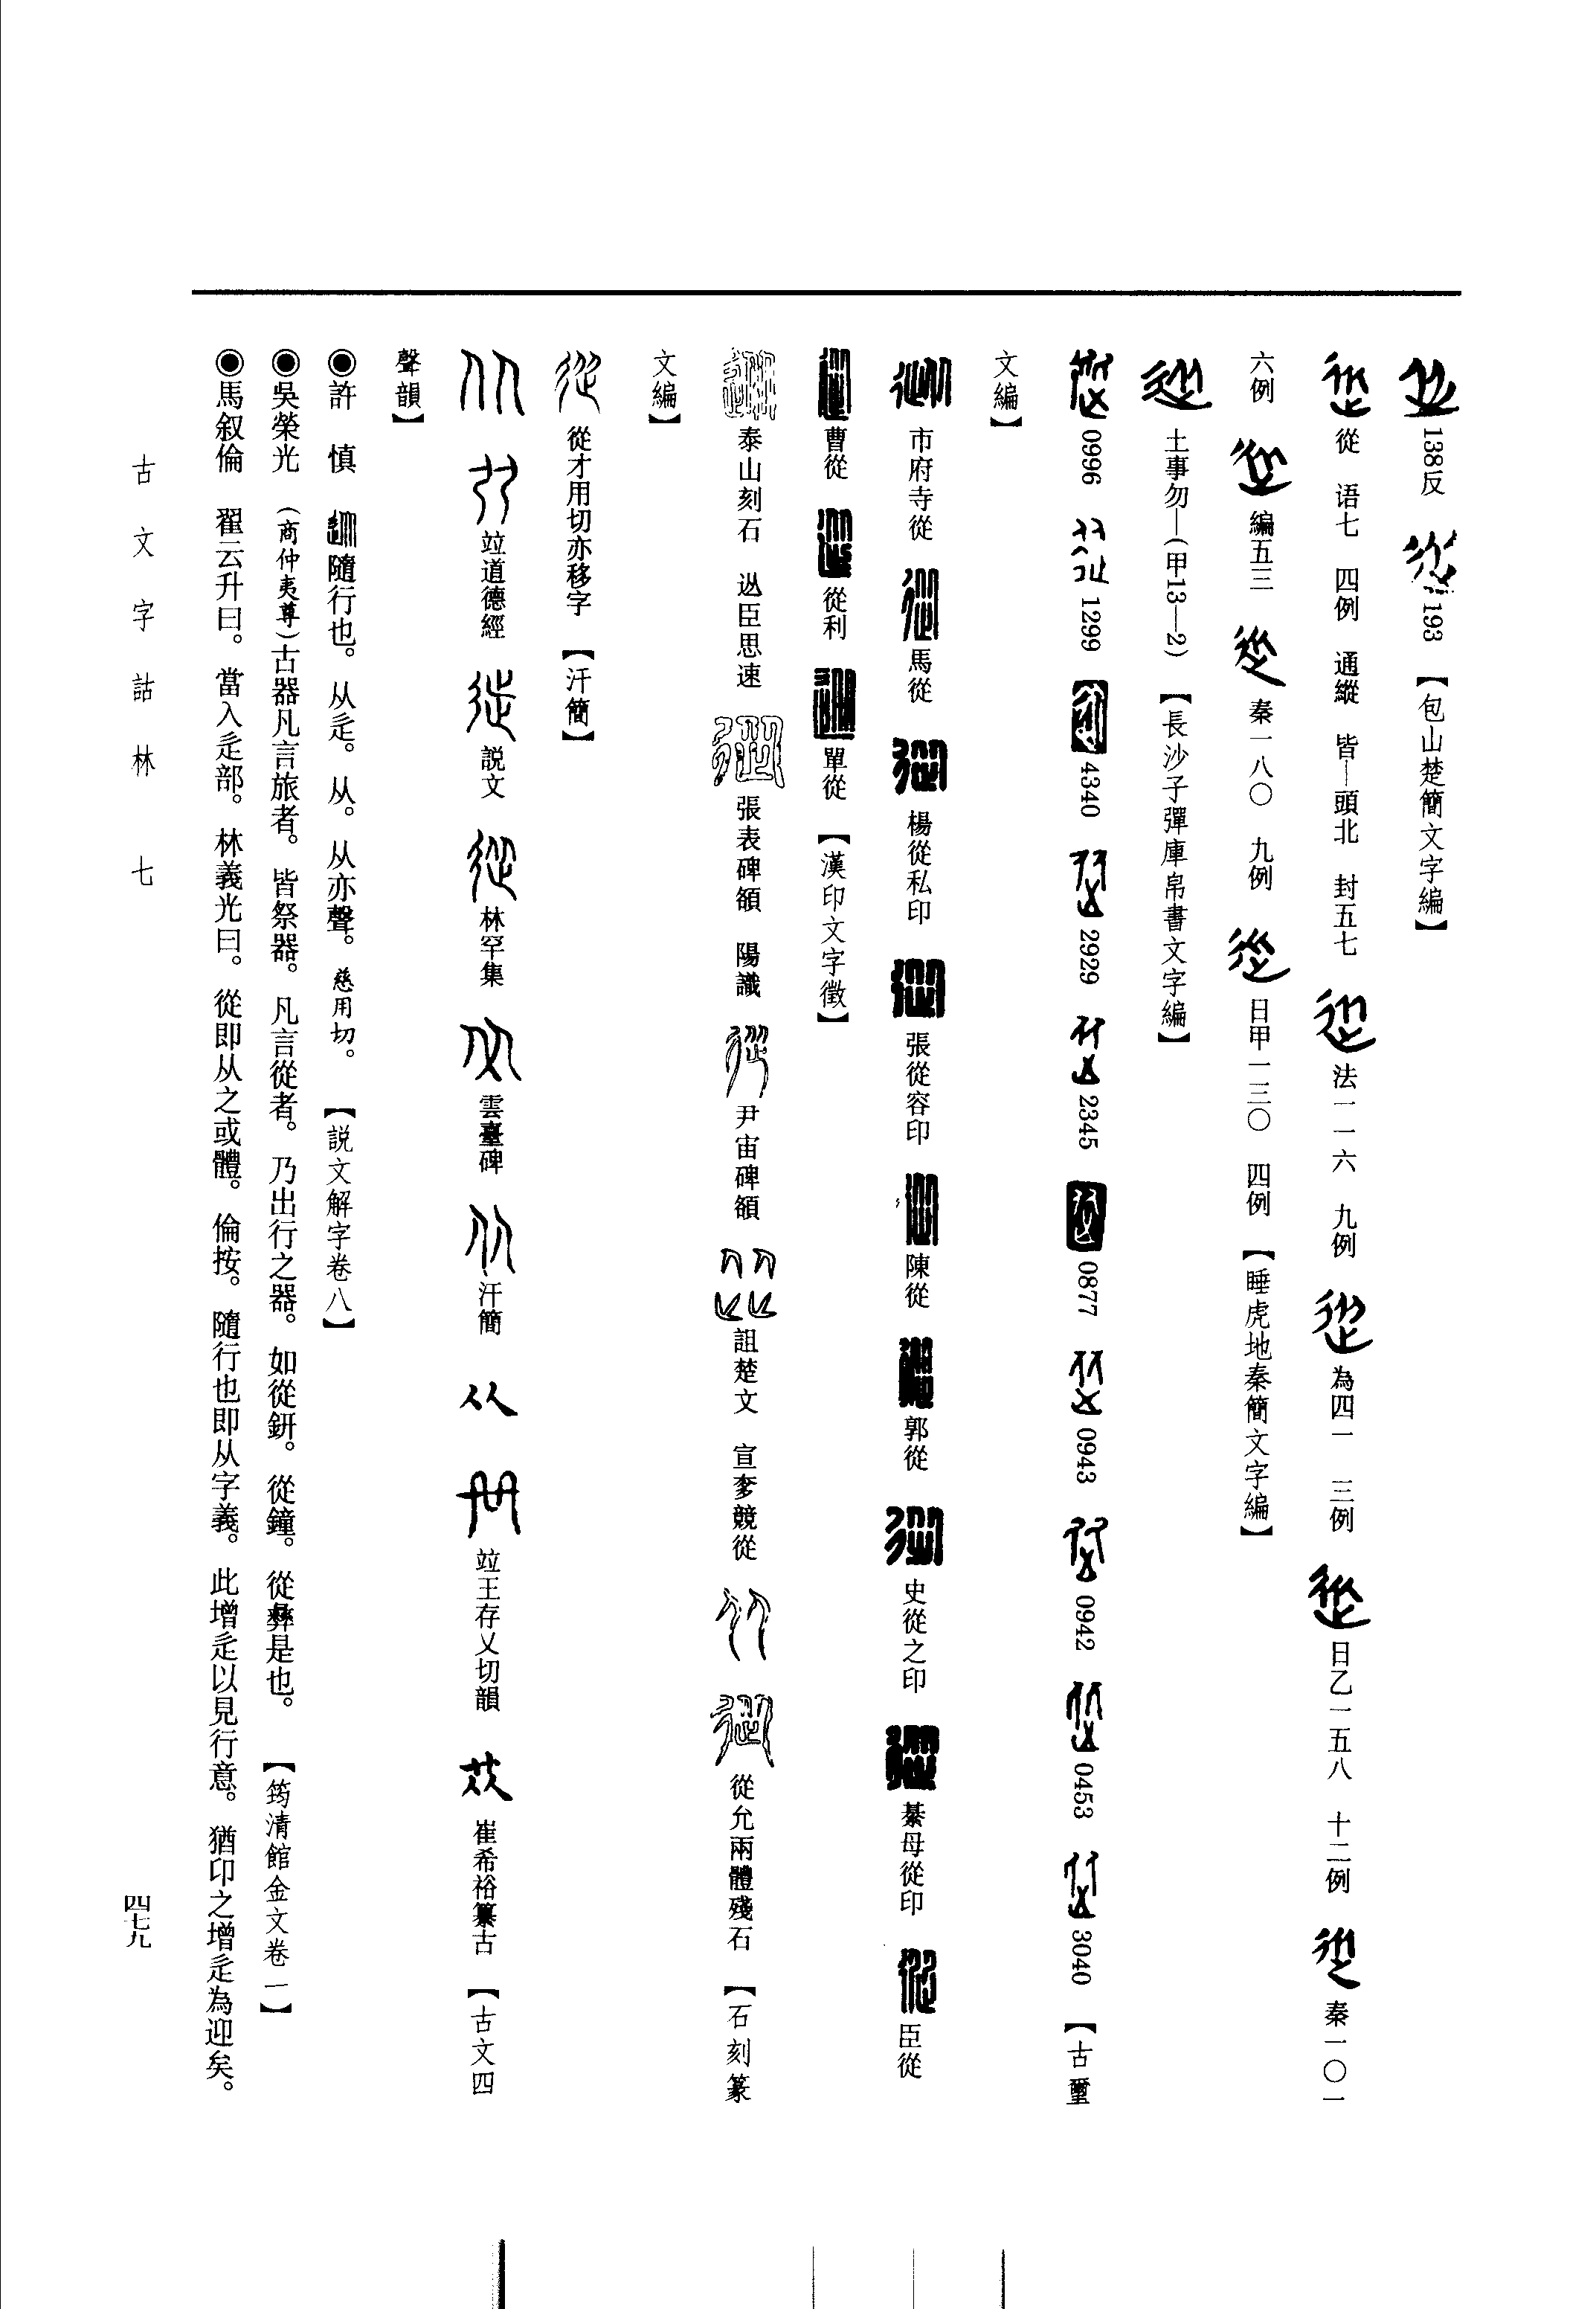 138反 193 【包山楚簡文字編】
從 语七 四例 通縱 皆—頭北 封五七 法一一六 九例 為四一 三例 日乙一五八 十二例 秦一〇一
六例 編五三 秦一八〇 九例 日甲一三〇 四例 【睡虎地秦簡文字編】
土事勿—(甲13—2) 【長沙子彈庫帛書文字編】
0996 1299 4340 2929 2345 0877 0943 0942 0453 3040 【古璽
文編】
市府寺從 馬從 楊從私印 張從容印 陳從 郭從 史從之印 綦母從印 臣從
曹從 從利 單從 【漢印文字徵】
泰山刻石 䢐臣思速 張表碑額 陽識 尹宙碑額 詛楚文 宣奓競從 從允兩體殘石 【石刻篆
文編】
從才用切亦移字 【汗簡】
竝道德經 説文 林罕集 雲臺碑 汗簡 竝王存乂切韻 崔希裕纂古 【古文四
聲韻】
◉許 慎 隨行也。从辵。从。从亦聲。慈用切。 【説文解字卷八】
◉吳榮光 (商仲夷尊)古器凡言旅者。皆祭器。凡言從者。乃出行之器。如從鈃。從鐘。從彝是也。 【筠清館金文卷一】
◉馬叙倫 翟云升曰。當入辵部。林義光曰。從即从之或體。倫按。隨行也即从字義。此增辵以見行意。猶卬之增辵為迎矣。
古文字詁林 七
四七九